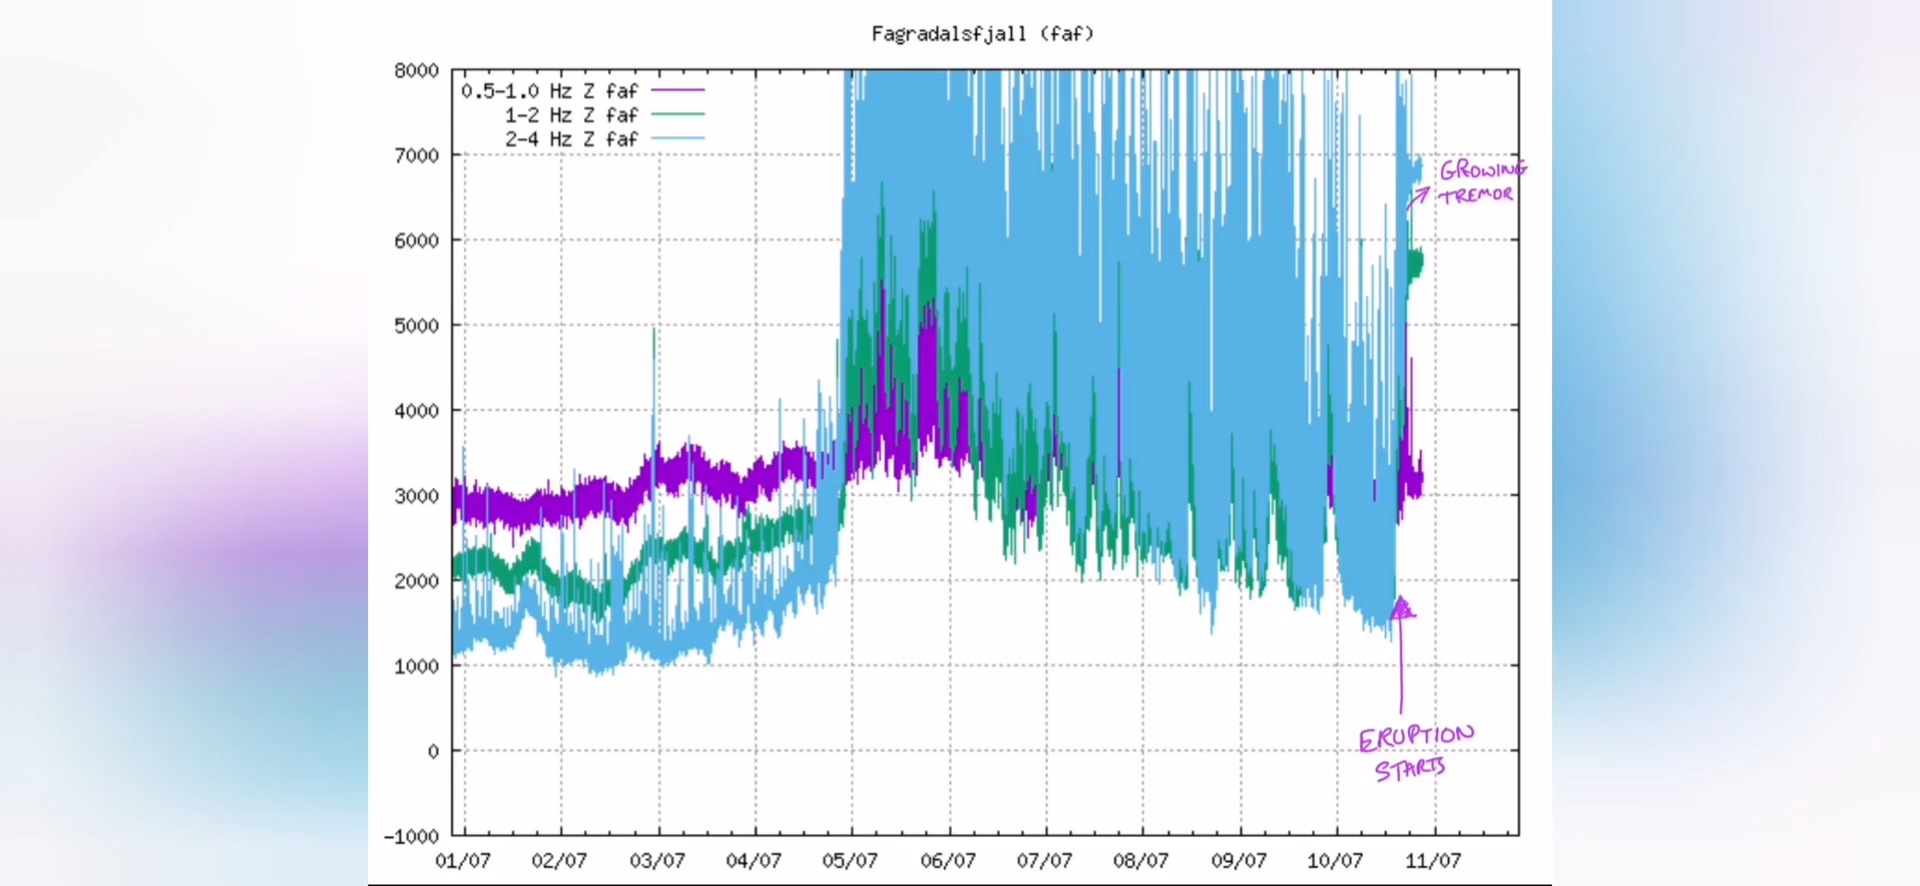 Fagradalsfjall (faf)
8000
0.5-1.0 Hz Z faf
1-2 Hz Z faf
2-4 Hz Z faf
7000
GROWING
TREMOR
6000
5000
4000
3000
2000
1000
ERUPTION
STARTS
0
-1000
01/07 02/07 03/07 04/07 05/07 06/07 07/07 08/07 09/07 10/07 11/07